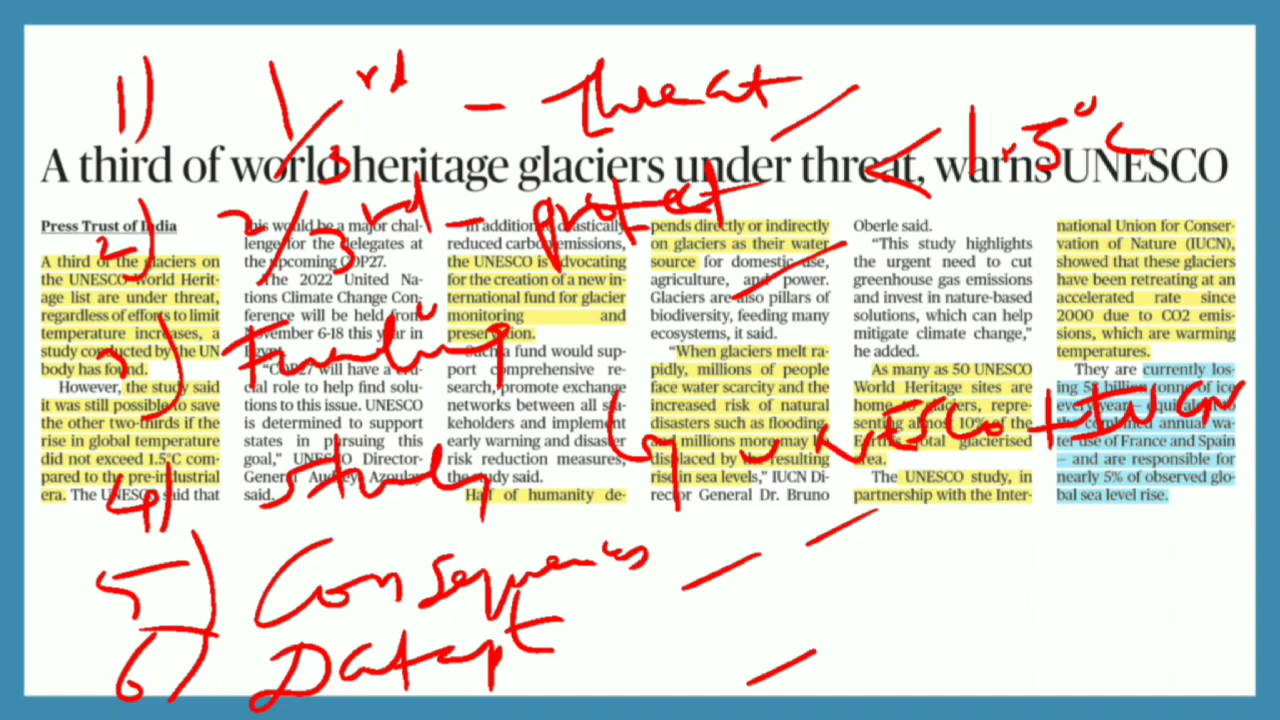 1) 1/3 rd - threat
< 1.5°C
A third of world heritage glaciers under threat, warns UNESCO
2) 2/3rd - protect
3) Funding
4) study by UNESCO + IUCN
5) Consequences
6) Data pt
Press Trust of India
A third of the glaciers on
the UNESCO World Herit-
age list are under threat,
regardless of efforts to limit
temperature increases, a
study conducted by the UN
body has found.
However, the study said
it was still possible to save
the other two-thirds if the
rise in global temperature
did not exceed 1.5°C com-
pared to the pre-industrial
era. The UNESCO said that
this would be a major chal-
lenge for the delegates at
the upcoming COP27.
The 2022 United Na-
tions Climate Change Con-
ference will be held from
November 6-18 this year in
Egypt.
"COP27 will have a cru-
cial role to help find solu-
tions to this issue. UNESCO
is determined to support
states in pursuing this
goal," UNESCO Director-
General Audrey Azoulay
said.
In addition to drastically
reduced carbon emissions,
the UNESCO is advocating
for the creation of a new in-
ternational fund for glacier
monitoring and
preservation.
Such a fund would sup-
port comprehensive re-
search, promote exchange
networks between all sta-
keholders and implement
early warning and disaster
risk reduction measures,
the study said.
Half of humanity de-
pends directly or indirectly
on glaciers as their water
source for domestic use,
agriculture, and power.
Glaciers are also pillars of
biodiversity, feeding many
ecosystems, it said.
"When glaciers melt ra-
pidly, millions of people
face water scarcity and the
increased risk of natural
disasters such as flooding,
and millions more may be
displaced by the resulting
rise in sea levels," IUCN Di-
rector General Dr. Bruno
Oberle said.
"This study highlights
the urgent need to cut
greenhouse gas emissions
and invest in nature-based
solutions, which can help
mitigate climate change,"
he added.
As many as 50 UNESCO
World Heritage sites are
home to glaciers, repre-
senting almost 10% of the
Earth's total glacierised
area.
The UNESCO study, in
partnership with the Inter-
national Union for Conser-
vation of Nature (IUCN),
showed that these glaciers
have been retreating at an
accelerated rate since
2000 due to CO2 emis-
sions, which are warming
temperatures.
They are currently los-
ing 58 billion tonne of ice
every year – equivalent to
the combined annual wa-
ter use of France and Spain
– and are responsible for
nearly 5% of observed glo-
bal sea level rise.